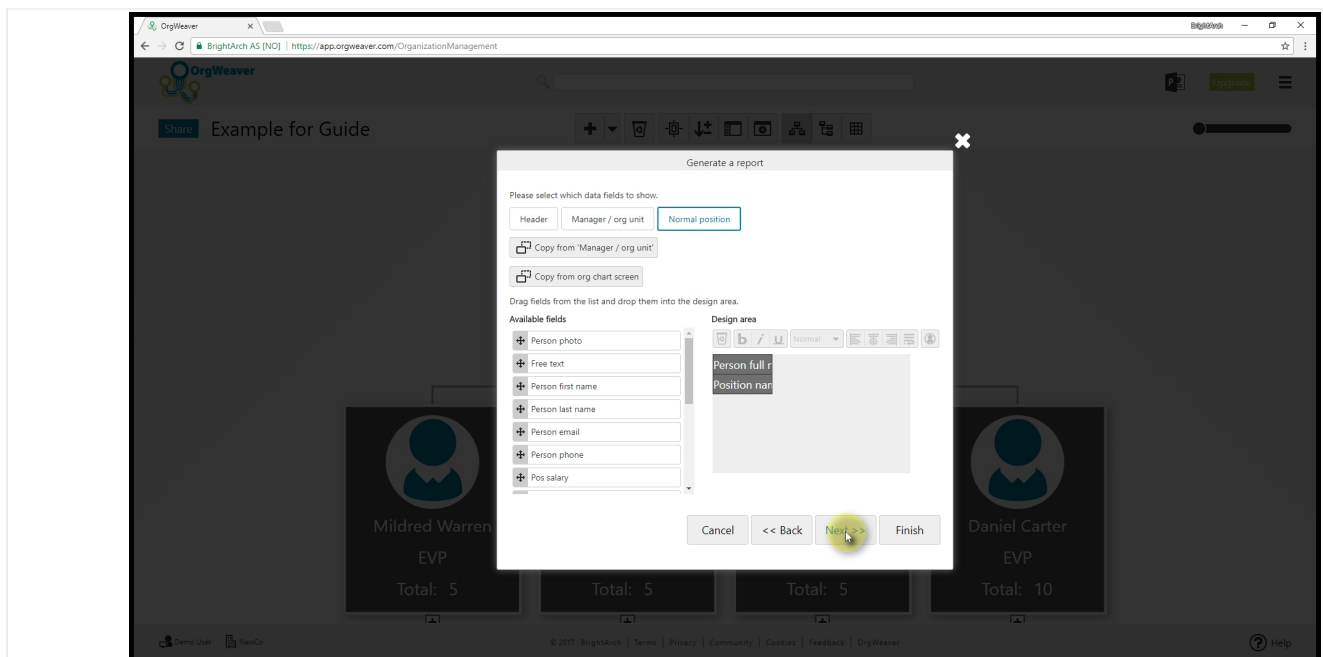 OrgWeaver
BrightArch
BrightArch AS [NO] | https://app.orgweaver.com/OrganizationManagement
OrgWeaver
Upgrade
Share Example for Guide
Generate a report
Please select which data fields to show.
Header Manager / org unit Normal position
Copy from 'Manager / org unit'
Copy from org chart screen
Drag fields from the list and drop them into the design area.
Available fields Design area
Person photo
b i U Normal
Free text
Person full n
Person first name
Position nam
Person last name
Person email
Person phone
Pos salary
Cancel << Back Next >> Finish
Mildred Warren Daniel Carter
EVP EVP
Total: 5 Total: 5 Total: 5 Total: 10
Demo User NewCo © 2017 BrightArch | Terms | Privacy | Community | Cookies | Feedback | OrgWeaver Help